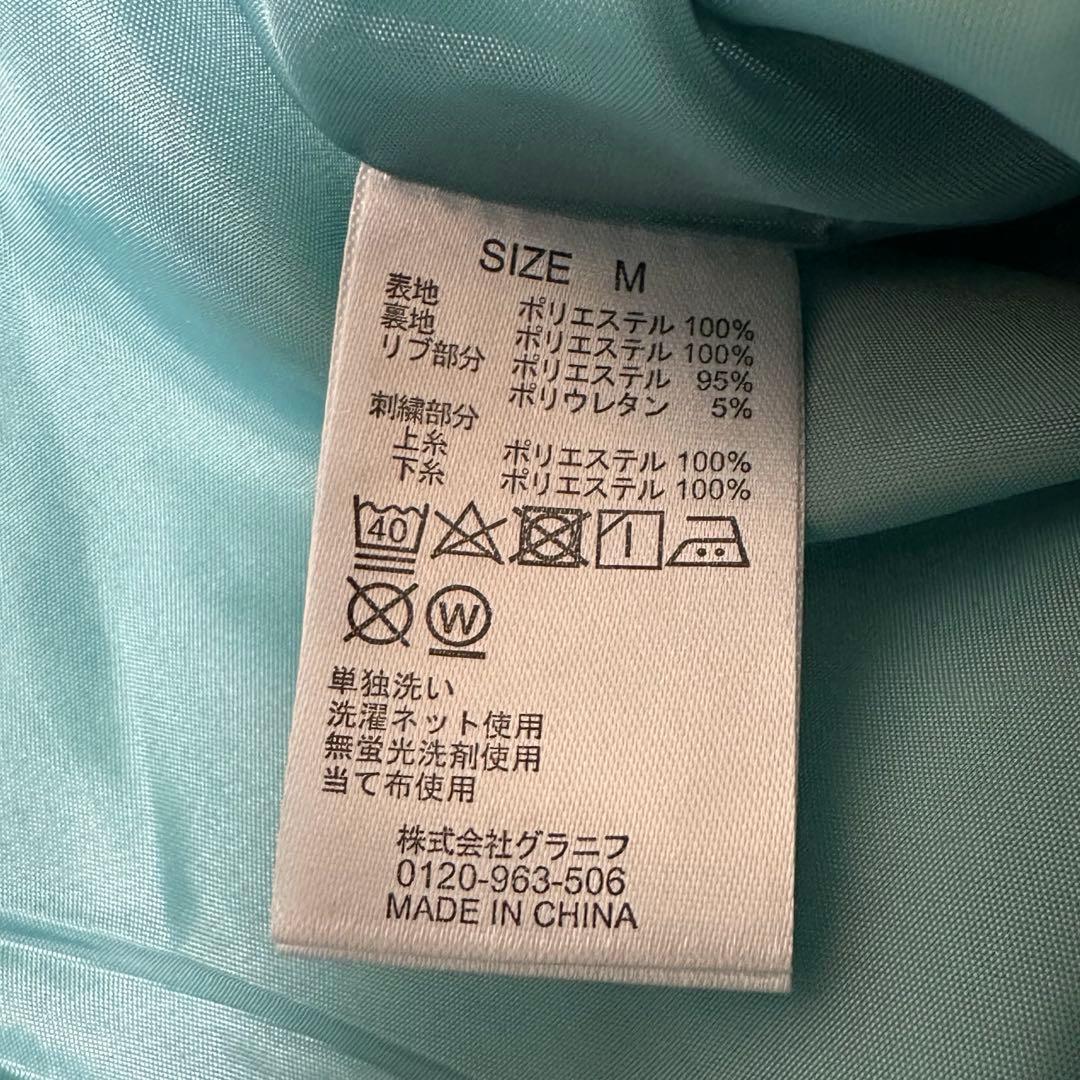 SIZE M
表地 ポリエステル 100%
裏地 ポリエステル 100%
リブ部分 ポリエステル 95%
ポリウレタン 5%
刺繍部分
上糸 ポリエステル 100%
下糸 ポリエステル 100%
40
W
単独洗い
洗濯ネット使用
無蛍光洗剤使用
当て布使用
株式会社グラニフ
0120-963-506
MADE IN CHINA